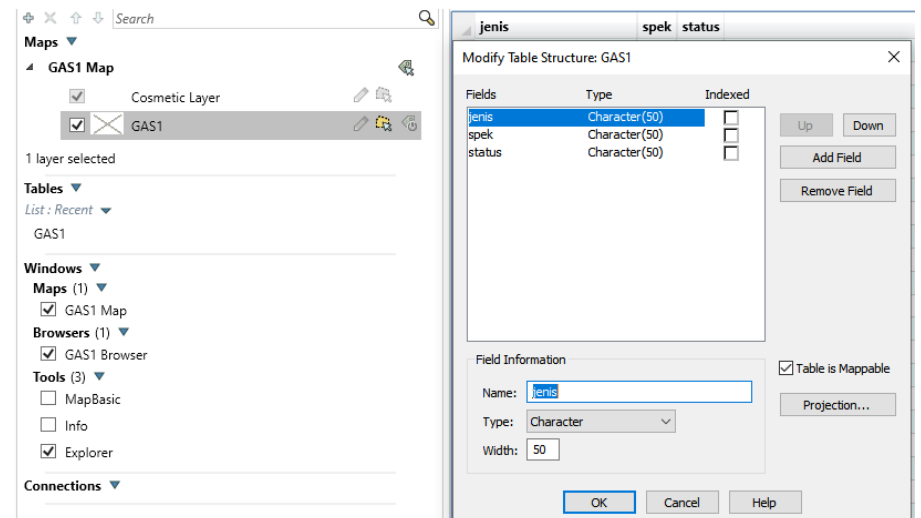 Search
Maps
GAS1 Map
Cosmetic Layer
GAS1
1 layer selected
Tables
List : Recent
GAS1
Windows
Maps (1)
GAS1 Map
Browsers (1)
GAS1 Browser
Tools (3)
MapBasic
Info
Explorer
Connections
jenis spek status
Modify Table Structure: GAS1
Fields Type Indexed
jenis Character(50)
spek Character(50)
status Character(50)
Up Down
Add Field
Remove Field
Field Information
Name: jenis
Type: Character
Width: 50
Table is Mappable
Projection...
OK Cancel Help